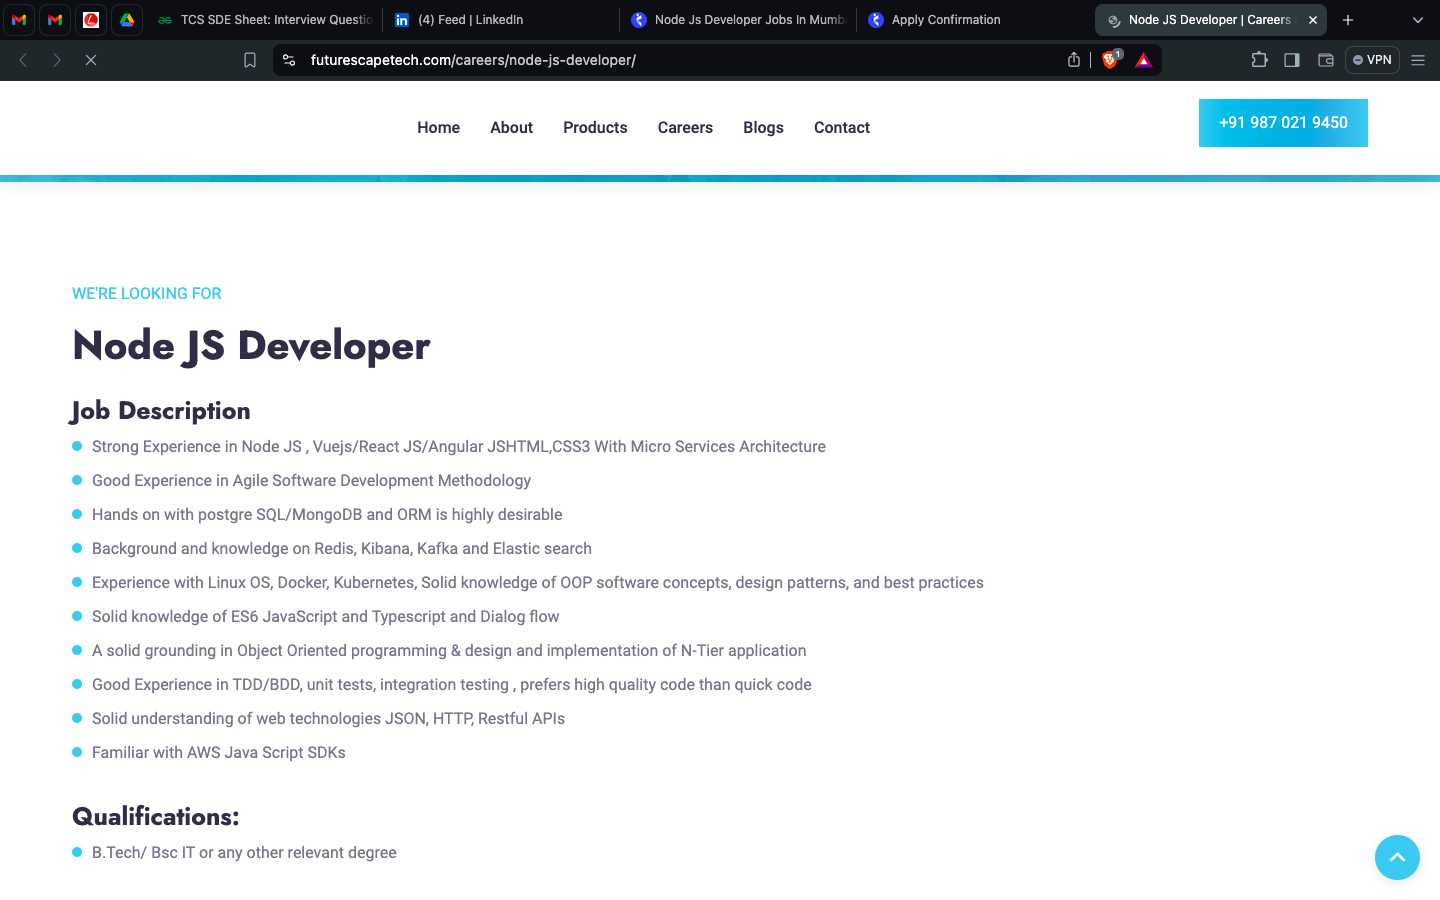 TCS SDE Sheet: Interview Questio
(4) Feed | LinkedIn
Node Js Developer Jobs In Mumb
Apply Confirmation
Node JS Developer | Careers
futurescapetech.com/careers/node-js-developer/
1
VPN
Home About Products Careers Blogs Contact
+91 987 021 9450
WE'RE LOOKING FOR
Node JS Developer
Job Description
Strong Experience in Node JS , Vuejs/React JS/Angular JSHTML,CSS3 With Micro Services Architecture
Good Experience in Agile Software Development Methodology
Hands on with postgre SQL/MongoDB and ORM is highly desirable
Background and knowledge on Redis, Kibana, Kafka and Elastic search
Experience with Linux OS, Docker, Kubernetes, Solid knowledge of OOP software concepts, design patterns, and best practices
Solid knowledge of ES6 JavaScript and Typescript and Dialog flow
A solid grounding in Object Oriented programming & design and implementation of N-Tier application
Good Experience in TDD/BDD, unit tests, integration testing , prefers high quality code than quick code
Solid understanding of web technologies JSON, HTTP, Restful APIs
Familiar with AWS Java Script SDKs
Qualifications:
B.Tech/ Bsc IT or any other relevant degree